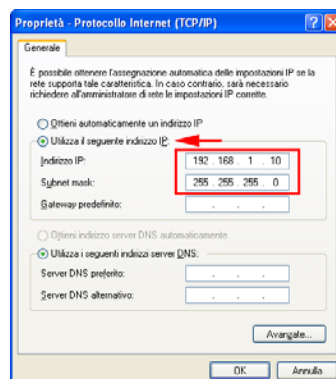 Proprietà - Protocollo Internet (TCP/IP)
Generale
È possibile ottenere l'assegnazione automatica delle impostazioni IP se la
rete supporta tale caratteristica. In caso contrario, sarà necessario
richiedere all'amministratore di rete le impostazioni IP corrette.
Ottieni automaticamente un indirizzo IP
Utilizza il seguente indirizzo IP:
Indirizzo IP: 192 . 168 . 1 . 10
Subnet mask: 255 . 255 . 255 . 0
Gateway predefinito: . . .
Ottieni indirizzo server DNS automaticamente
Utilizza i seguenti indirizzi server DNS:
Server DNS preferito: . . .
Server DNS alternativo: . . .
Avanzate...
OK Annulla